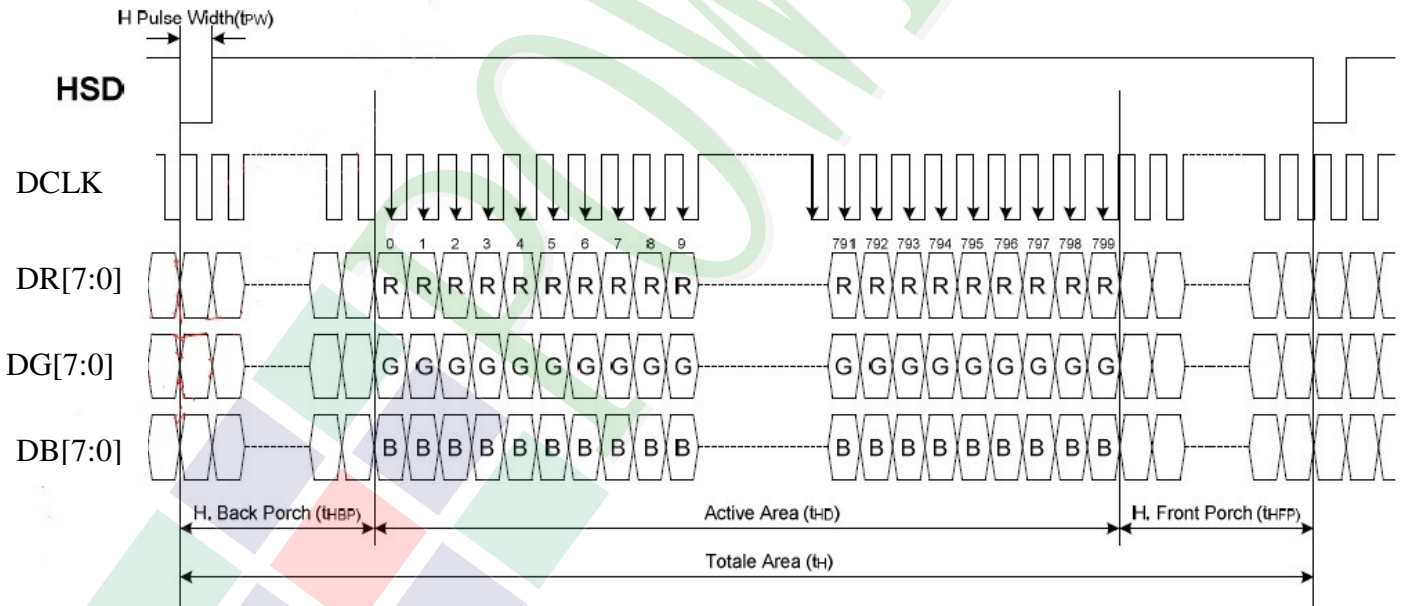 H Pulse Width(tPW)
HSD
DCLK
0 1 2 3 4 5 6 7 8 9 791 792 793 794 795 796 797 798 799
DR[7:0] R R R R R R R R R R R R R R R R R R R
DG[7:0] G G G G G G G G G G G G G G G G G G G
DB[7:0] B B B B B B B B B B B B B B B B B B B
H. Back Porch (tHBP) Active Area (tHD) H. Front Porch (tHFP)
Totale Area (tH)